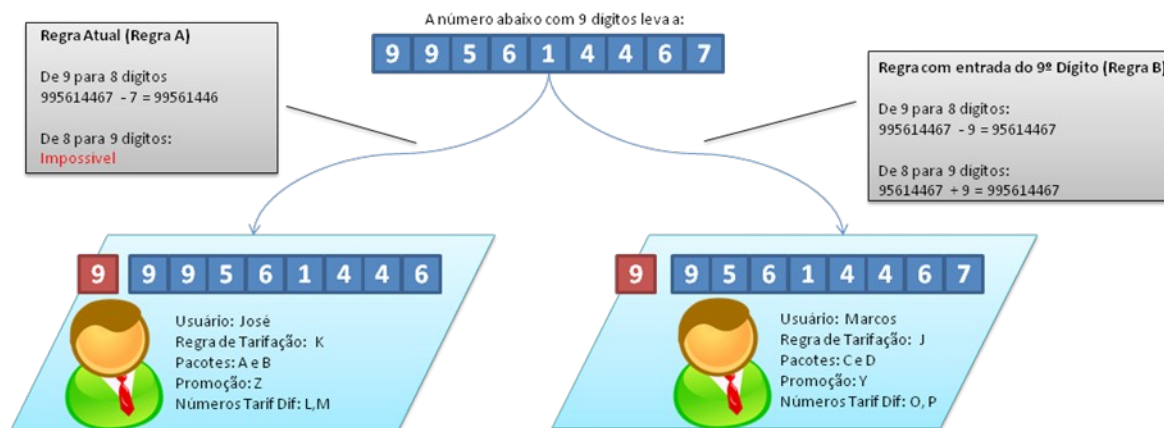 A número abaixo com 9 dígitos leva a:
9 9 5 6 1 4 4 6 7
Regra Atual (Regra A)
De 9 para 8 dígitos
995614467 - 7 = 99561446
De 8 para 9 dígitos:
Impossível
Regra com entrada do 9º Dígito (Regra B)
De 9 para 8 dígitos:
995614467 - 9 = 95614467
De 8 para 9 dígitos:
95614467 + 9 = 995614467
9 9 9 5 6 1 4 4 6
Usuário: José
Regra de Tarifação: K
Pacotes: A e B
Promoção: Z
Números Tarif Dif: L,M
9 9 5 6 1 4 4 6 7
Usuário: Marcos
Regra de Tarifação: J
Pacotes: C e D
Promoção: Y
Números Tarif Dif: O, P